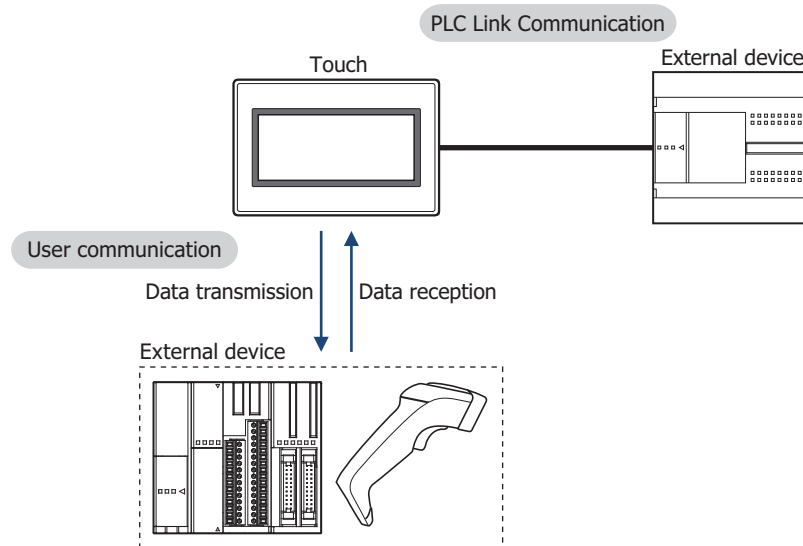 PLC Link Communication
Touch
External device
User communication
Data transmission
Data reception
External device